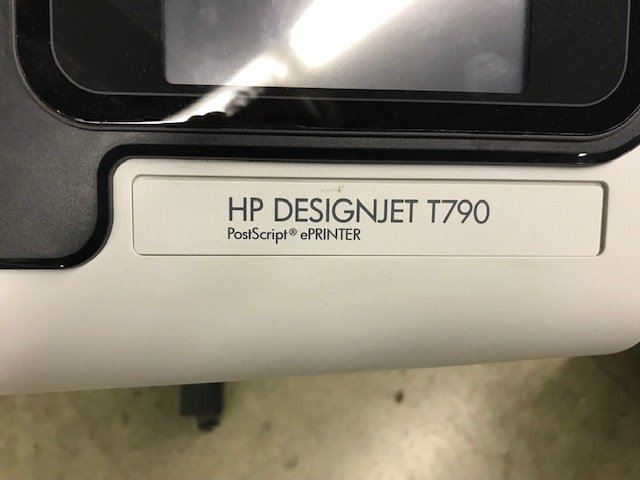 HP DESIGNJET T790
PostScript® ePRINTER